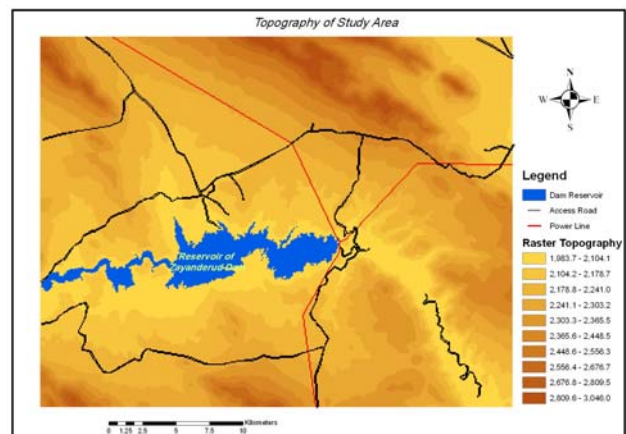 Topography of Study Area
N
W E
S
Legend
Dam Reservoir
Access Road
Power Line
Raster Topography
1,983.7 - 2,104.1
2,104.2 - 2,178.7
2,178.8 - 2,241.0
2,241.1 - 2,303.2
2,303.3 - 2,365.5
2,365.6 - 2,448.5
2,448.6 - 2,556.3
2,556.4 - 2,676.7
2,676.8 - 2,809.5
2,809.6 - 3,046.0
Reservoir of
Zayanderud Dam
Kilometers
0 1.25 2.5 5 7.5 10